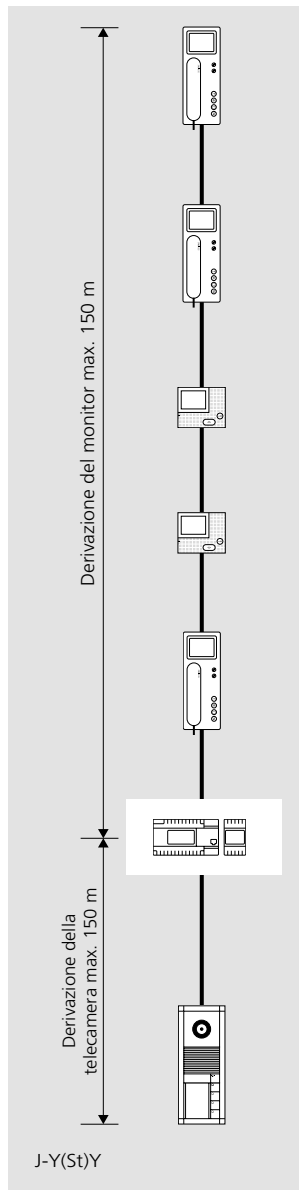 Derivazione del monitor max. 150 m
Derivazione della
telecamera max. 150 m
J-Y(St)Y